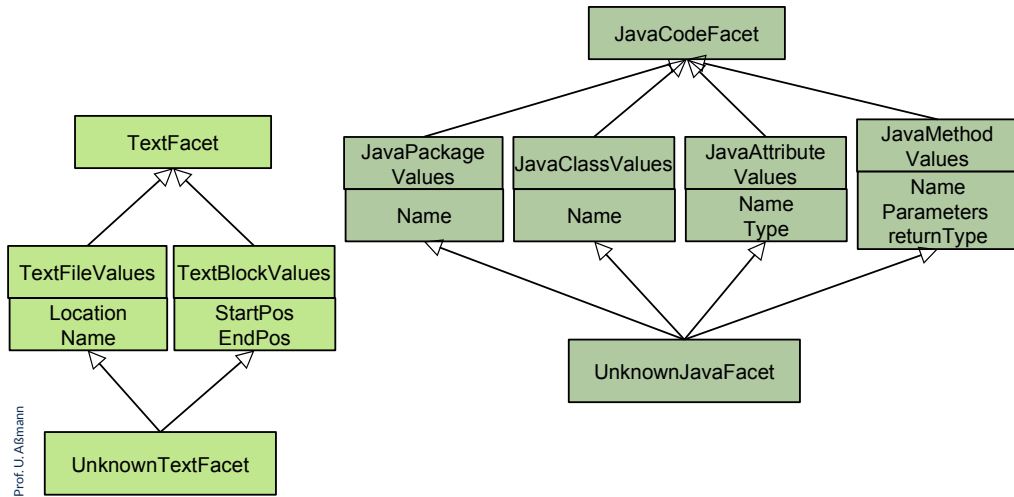 JavaCodeFacet
TextFacet
JavaPackage
Values
Name
JavaClassValues
Name
JavaAttribute
Values
Name
Type
JavaMethod
Values
Name
Parameters
returnType
TextFileValues
Location
Name
TextBlockValues
StartPos
EndPos
UnknownJavaFacet
UnknownTextFacet
Prof. U. Aßmann